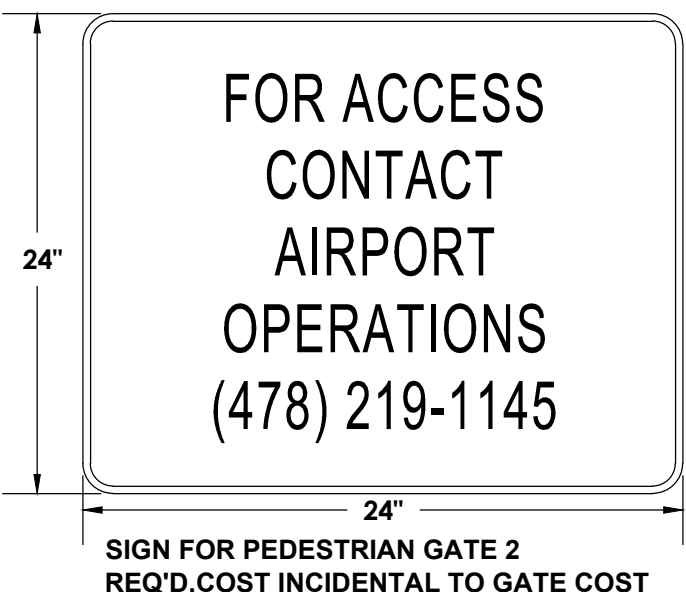 FOR ACCESS
CONTACT
AIRPORT
OPERATIONS
(478) 219-1145
24"
24"
SIGN FOR PEDESTRIAN GATE 2
REQ'D.COST INCIDENTAL TO GATE COST